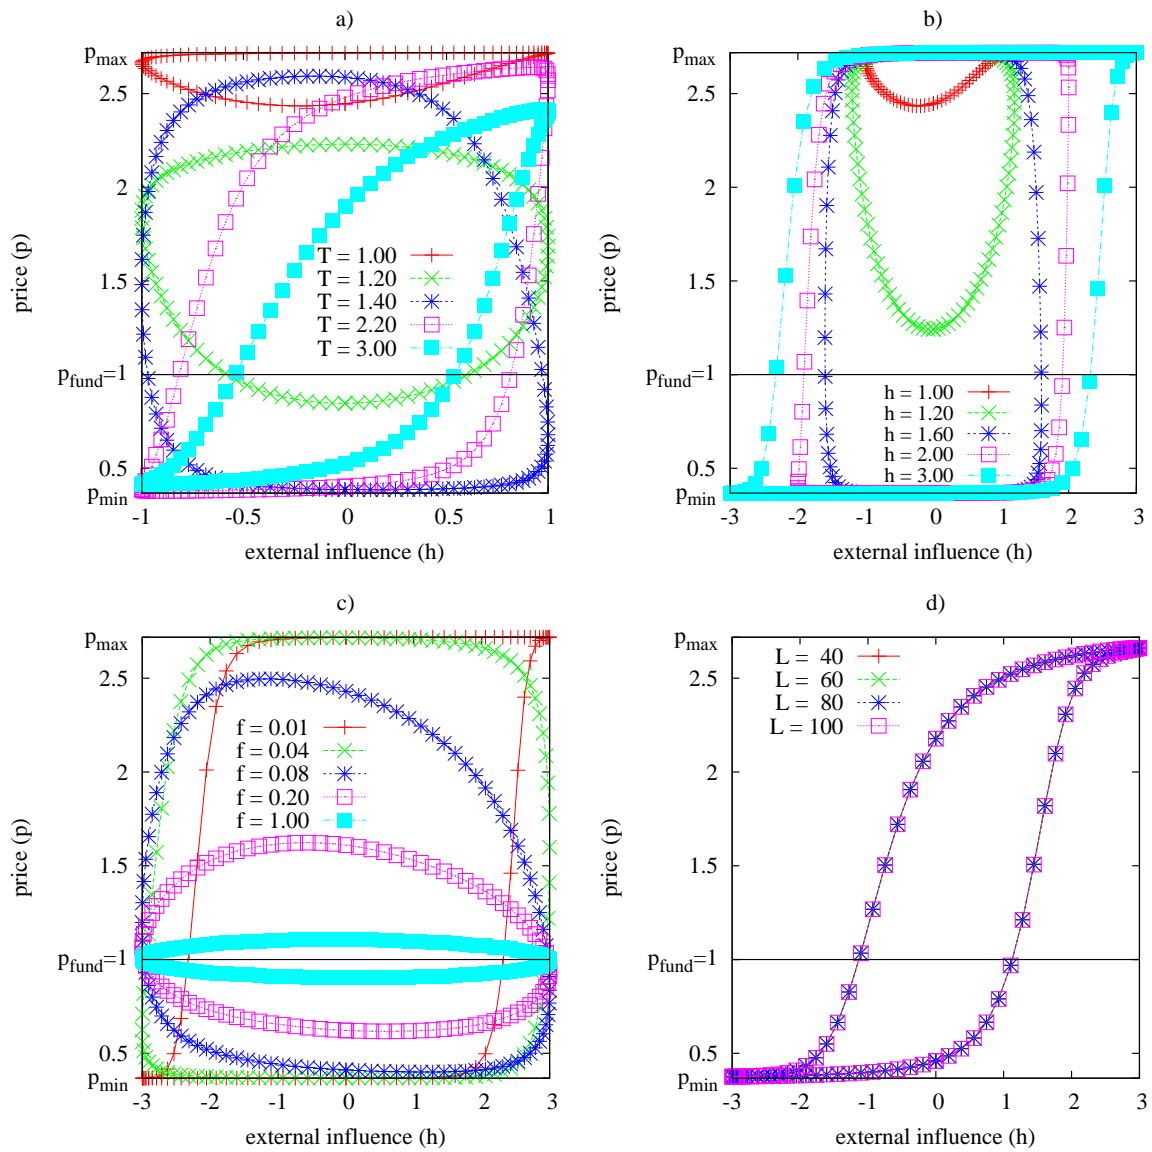 a)
p_max
2.5
2
1.5
p_fund=1
0.5
p_min
price (p)
T = 1.00
T = 1.20
T = 1.40
T = 2.20
T = 3.00
-1 -0.5 0 0.5 1
external influence (h)
b)
p_max
2.5
2
1.5
p_fund=1
0.5
p_min
price (p)
h = 1.00
h = 1.20
h = 1.60
h = 2.00
h = 3.00
-3 -2 -1 0 1 2 3
external influence (h)
c)
p_max
2.5
2
1.5
p_fund=1
0.5
p_min
price (p)
f = 0.01
f = 0.04
f = 0.08
f = 0.20
f = 1.00
-3 -2 -1 0 1 2 3
external influence (h)
d)
p_max
2.5
2
1.5
p_fund=1
0.5
p_min
price (p)
L = 40
L = 60
L = 80
L = 100
-3 -2 -1 0 1 2 3
external influence (h)